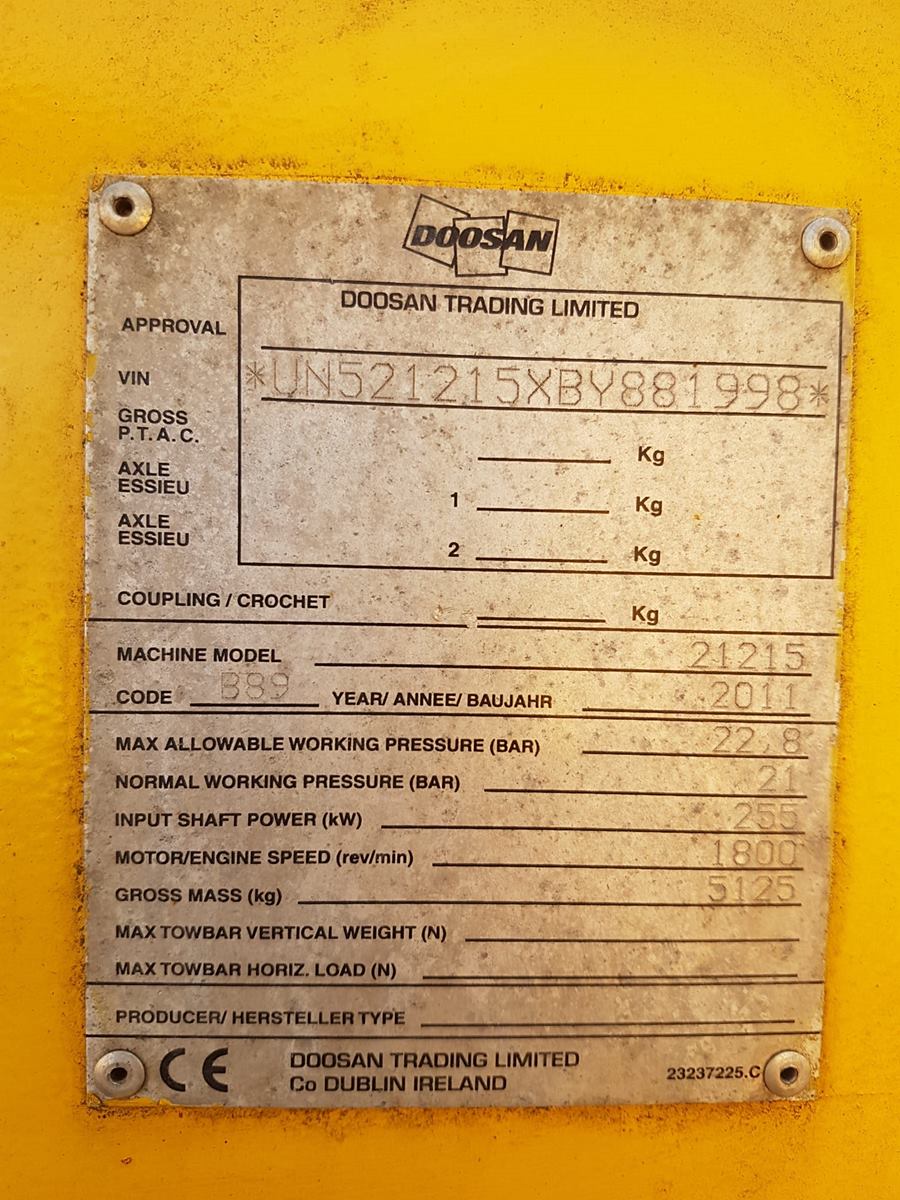 DOOSAN
DOOSAN TRADING LIMITED
APPROVAL
VIN *UN521215XBY881998*
GROSS
P.T.A.C. Kg
AXLE
ESSIEU 1 Kg
AXLE
ESSIEU 2 Kg
COUPLING / CROCHET Kg
MACHINE MODEL 21215
CODE B89 YEAR/ ANNEE/ BAUJAHR 2011
MAX ALLOWABLE WORKING PRESSURE (BAR) 22,8
NORMAL WORKING PRESSURE (BAR) 21
INPUT SHAFT POWER (kW) 255
MOTOR/ENGINE SPEED (rev/min) 1800
GROSS MASS (kg) 5125
MAX TOWBAR VERTICAL WEIGHT (N)
MAX TOWBAR HORIZ. LOAD (N)
PRODUCER/ HERSTELLER TYPE
CE DOOSAN TRADING LIMITED
Co DUBLIN IRELAND 23237225.C